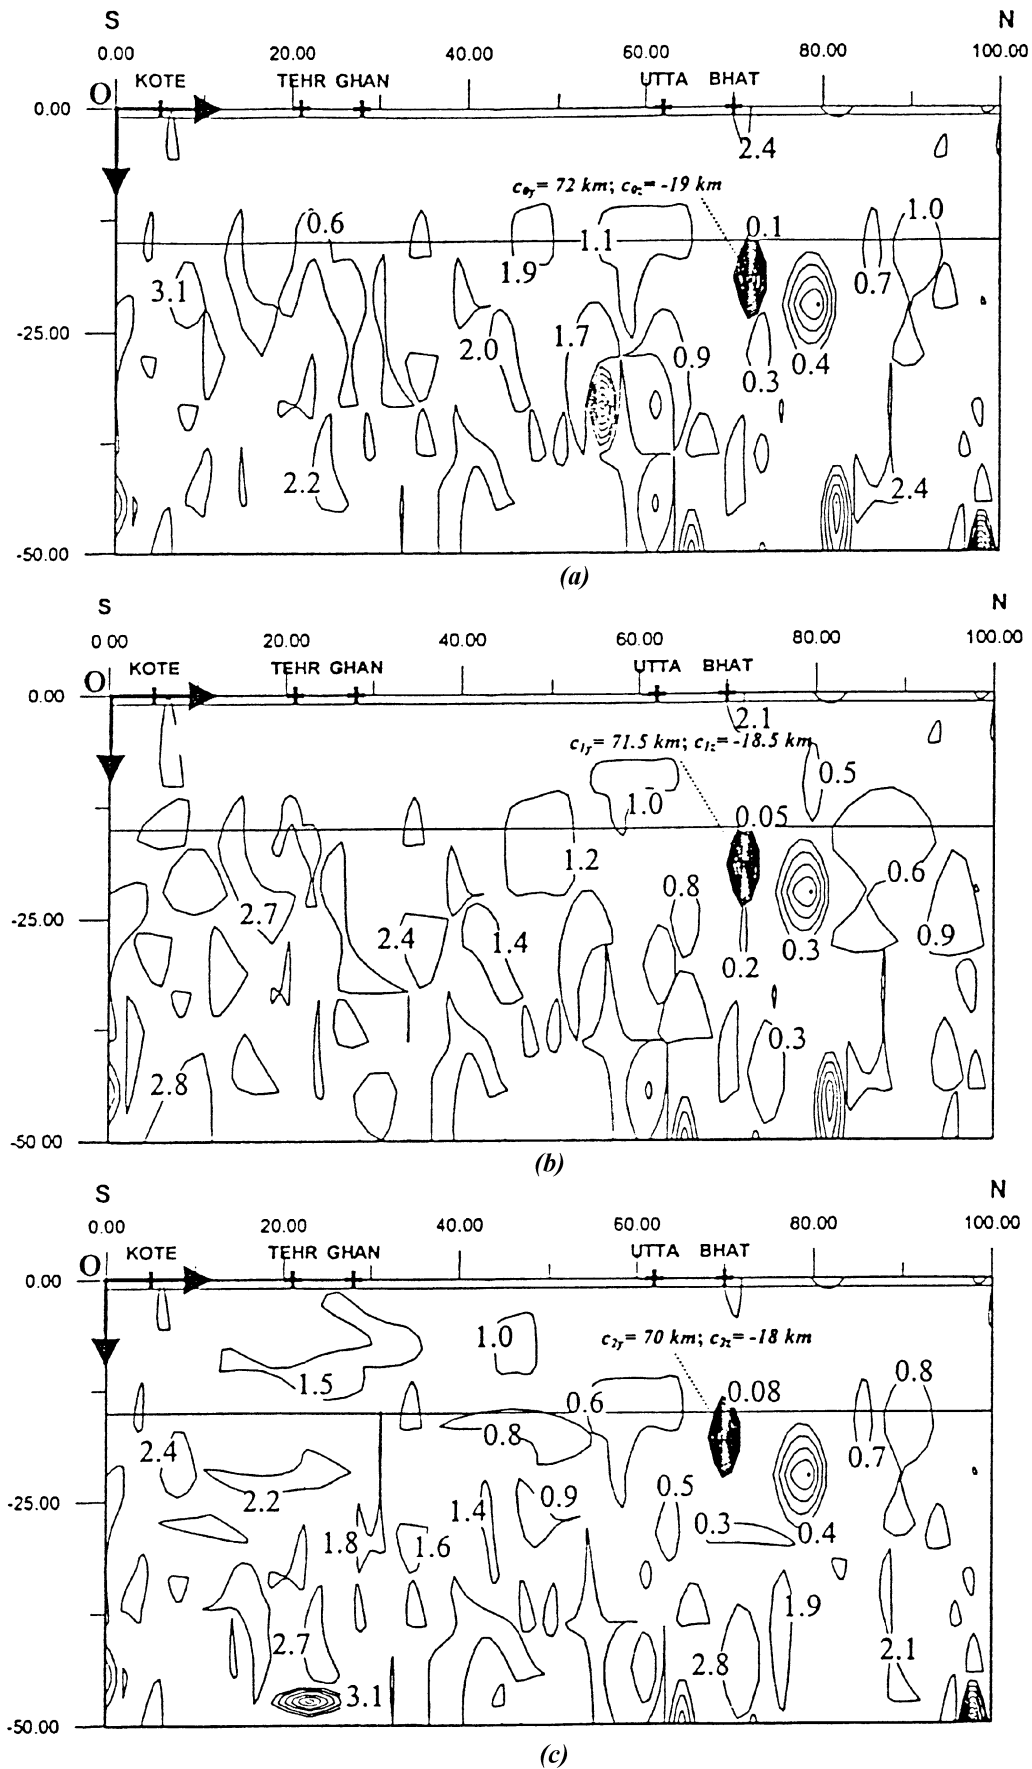 S N
0.00 20.00 40.00 60.00 80.00 100.00
KOTE TEHR GHAN UTTA BHAT
O
0.00
2.4
c₀ᵧ= 72 km; c₀z= -19 km
0.6 1.1 0.1 1.0
3.1 1.9 0.7
-25.00
2.0 1.7 0.9 0.3 0.4
2.2 2.4
-50.00
(a)
S N
0.00 20.00 40.00 60.00 80.00 100.00
KOTE TEHR GHAN UTTA BHAT
O
0.00
2.1
c₁ᵧ= 71.5 km; c₁z= -18.5 km
0.5
1.0 0.05
1.2 0.6
0.8
2.7 -25.00
2.4 1.4 0.3 0.9
0.2
0.3
2.8
-50 00
(b)
S N
0.00 20.00 40.00 60.00 80.00 100.00
KOTE TEHR GHAN UTTA BHAT
O
0.00
1.0 c₂ᵧ= 70 km; c₂z= -18 km
1.5 0.6 0.08 0.8
2.4 0.8 0.7
2.2 0.9 0.5
-25.00
1.4 0.3 0.4
1.8 1.6
1.9
2.7 2.8 2.1
3.1
-50.00
(c)